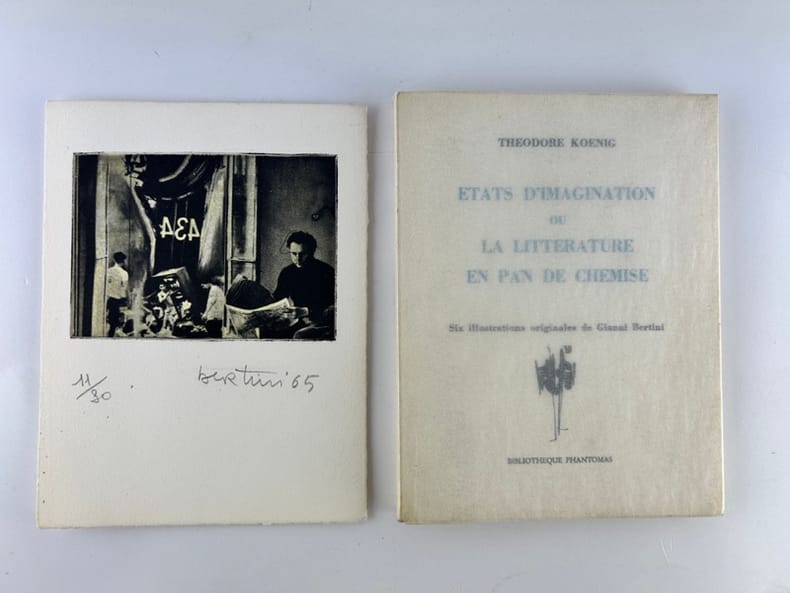 434
11/30
Bertini 65
THEODORE KOENIG
ETATS D'IMAGINATION
OU
LA LITTERATURE
EN PAN DE CHEMISE
Six illustrations originales de Gianni Bertini
BIBLIOTHEQUE PHANTOMAS